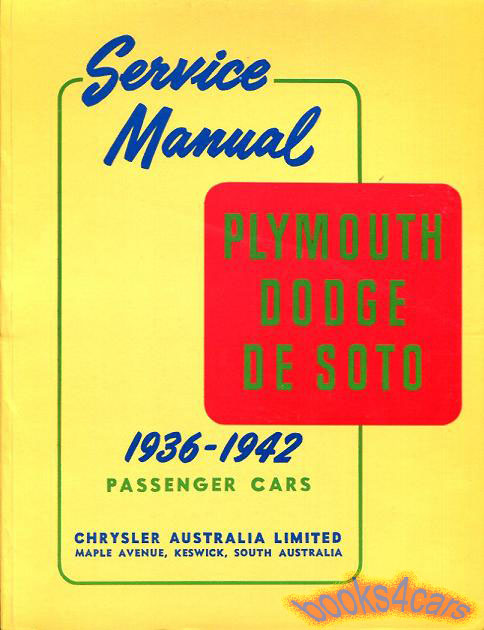 Service
Manual
PLYMOUTH
DODGE
DE SOTO
1936-1942
PASSENGER CARS
CHRYSLER AUSTRALIA LIMITED
MAPLE AVENUE, KESWICK, SOUTH AUSTRALIA
books4cars